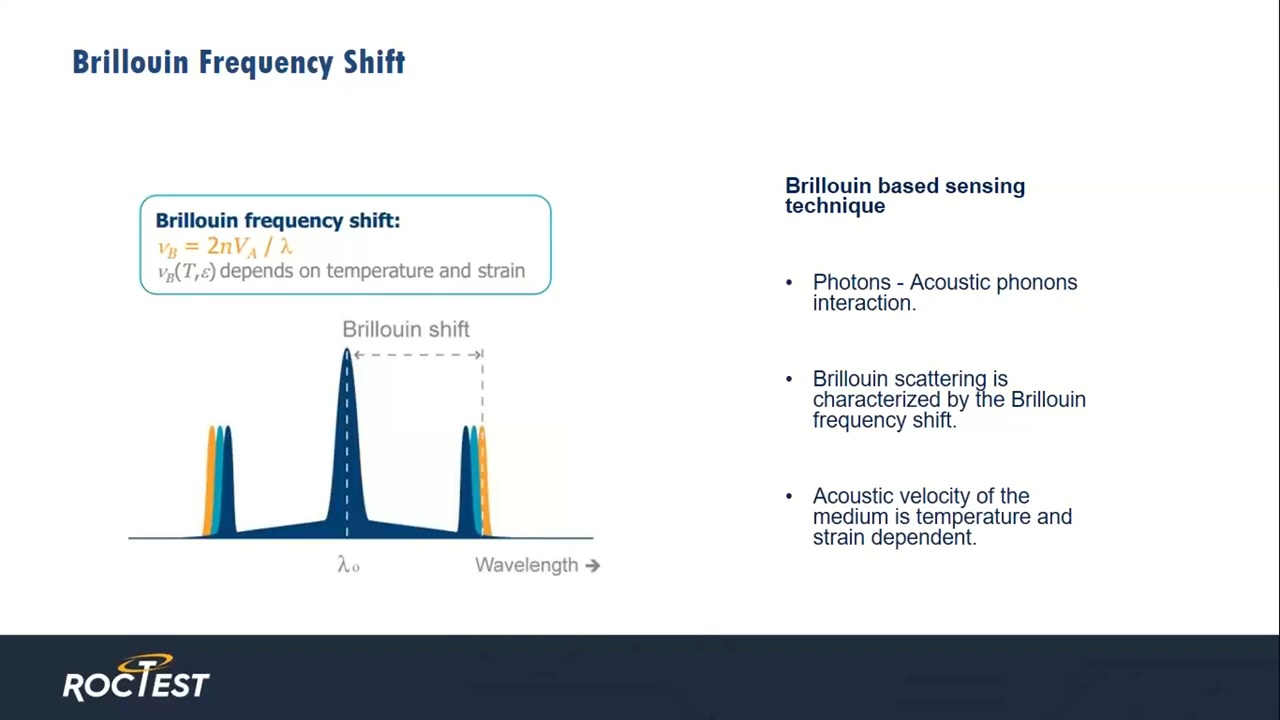 Brillouin Frequency Shift
Brillouin frequency shift:
ν_B = 2nV_A / λ
ν_B(T,ε) depends on temperature and strain
Brillouin shift
λ₀
Wavelength →
Brillouin based sensing
technique
• Photons - Acoustic phonons
interaction.
• Brillouin scattering is
characterized by the Brillouin
frequency shift.
• Acoustic velocity of the
medium is temperature and
strain dependent.
ROCTEST